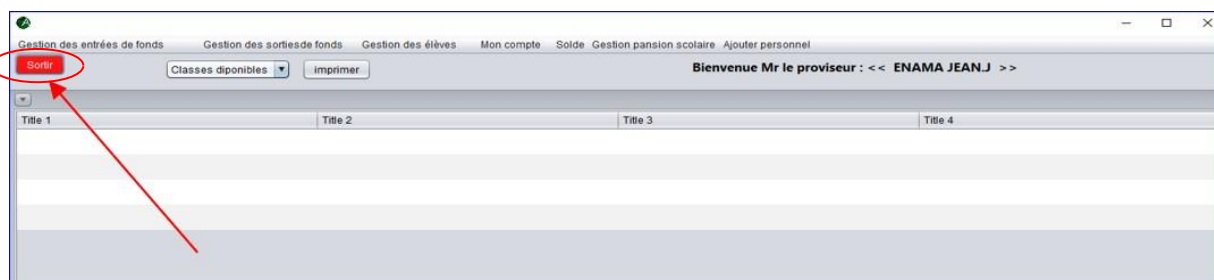 Gestion des entrées de fonds Gestion des sortiesde fonds Gestion des élèves Mon compte Solde Gestion pansion scolaire Ajouter personnel
Sortir Classes diponibles imprimer Bienvenue Mr le proviseur : << ENAMA JEAN.J >>
Title 1 Title 2 Title 3 Title 4